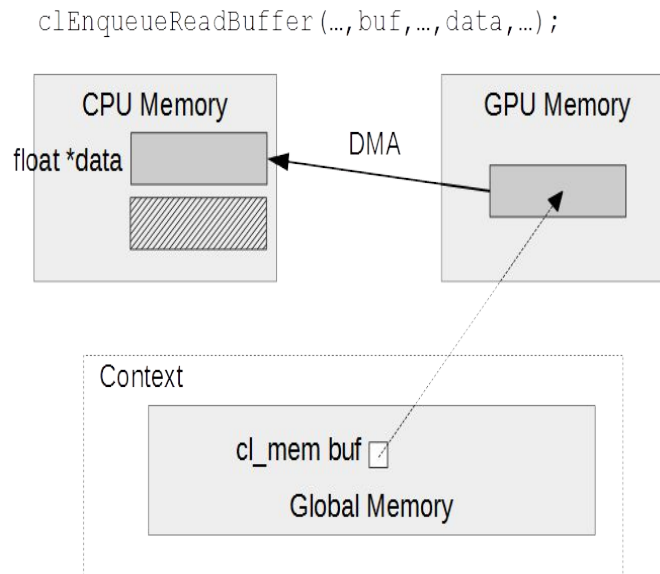 clEnqueueReadBuffer(…,buf,…,data,…);
CPU Memory
GPU Memory
DMA
float *data
Context
cl_mem buf
Global Memory